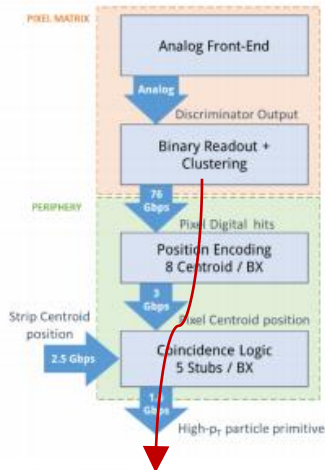 PIXEL MATRIX
Analog Front-End
Analog
Discriminator Output
Binary Readout +
Clustering
76
Gbps
PERIPHERY
Pixel Digital hits
Position Encoding
8 Centroid / BX
3
Gbps
Strip Centroid
position
Pixel Centroid position
2.5 Gbps
Coincidence Logic
5 Stubs / BX
Gbps
High-pT particle primitive